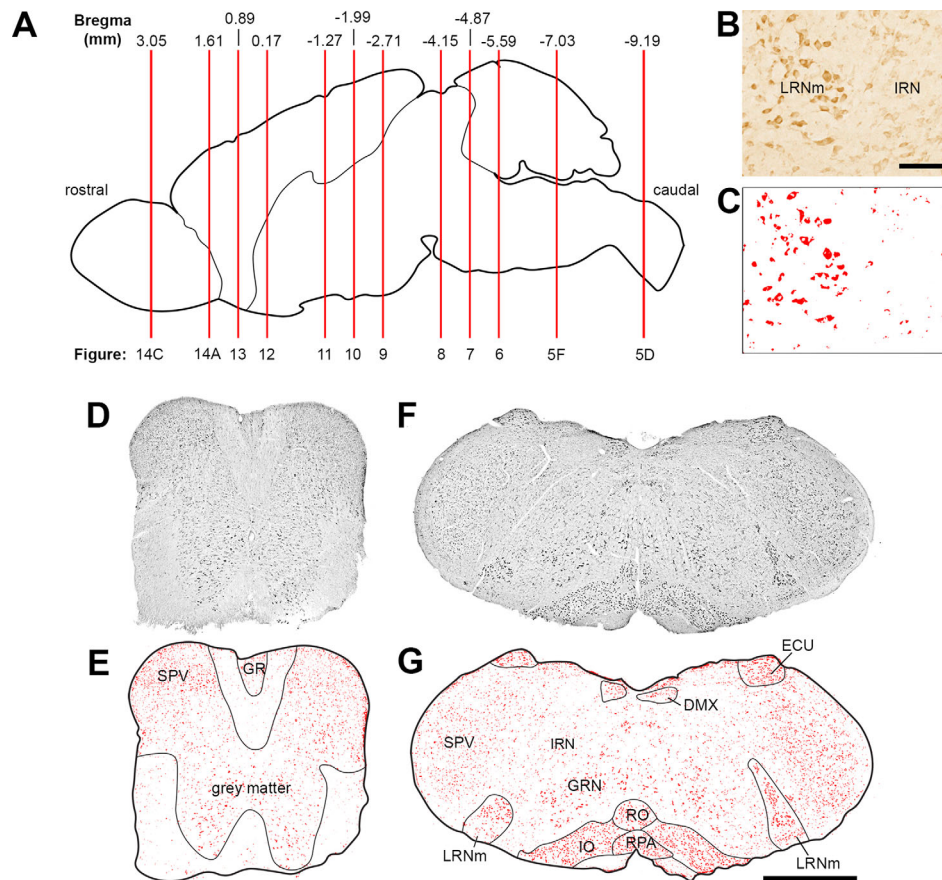 A
Bregma
(mm)
0.89 -1.99 -4.87
3.05 1.61 0.17 -1.27 -2.71 -4.15 -5.59 -7.03 -9.19
rostral
caudal
Figure: 14C 14A 13 12 11 10 9 8 7 6 5F 5D
B
LRNm IRN
C
D
F
E
SPV GR
grey matter
G
ECU
DMX
SPV IRN
GRN
RO
IO RPA
LRNm
LRNm